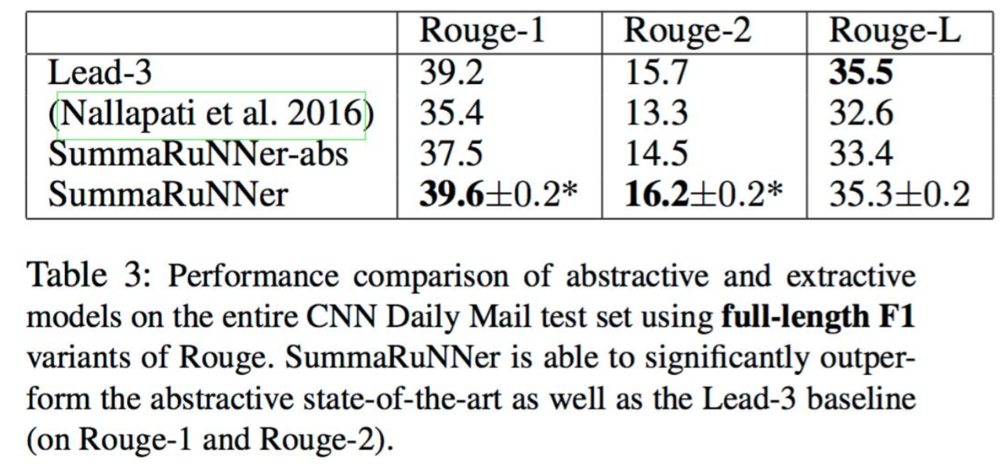 Rouge-1 Rouge-2 Rouge-L
Lead-3 39.2 15.7 35.5
(Nallapati et al. 2016) 35.4 13.3 32.6
SummaRuNNer-abs 37.5 14.5 33.4
SummaRuNNer 39.6±0.2* 16.2±0.2* 35.3±0.2
Table 3: Performance comparison of abstractive and extractive
models on the entire CNN Daily Mail test set using full-length F1
variants of Rouge. SummaRuNNer is able to significantly outper-
form the abstractive state-of-the-art as well as the Lead-3 baseline
(on Rouge-1 and Rouge-2).